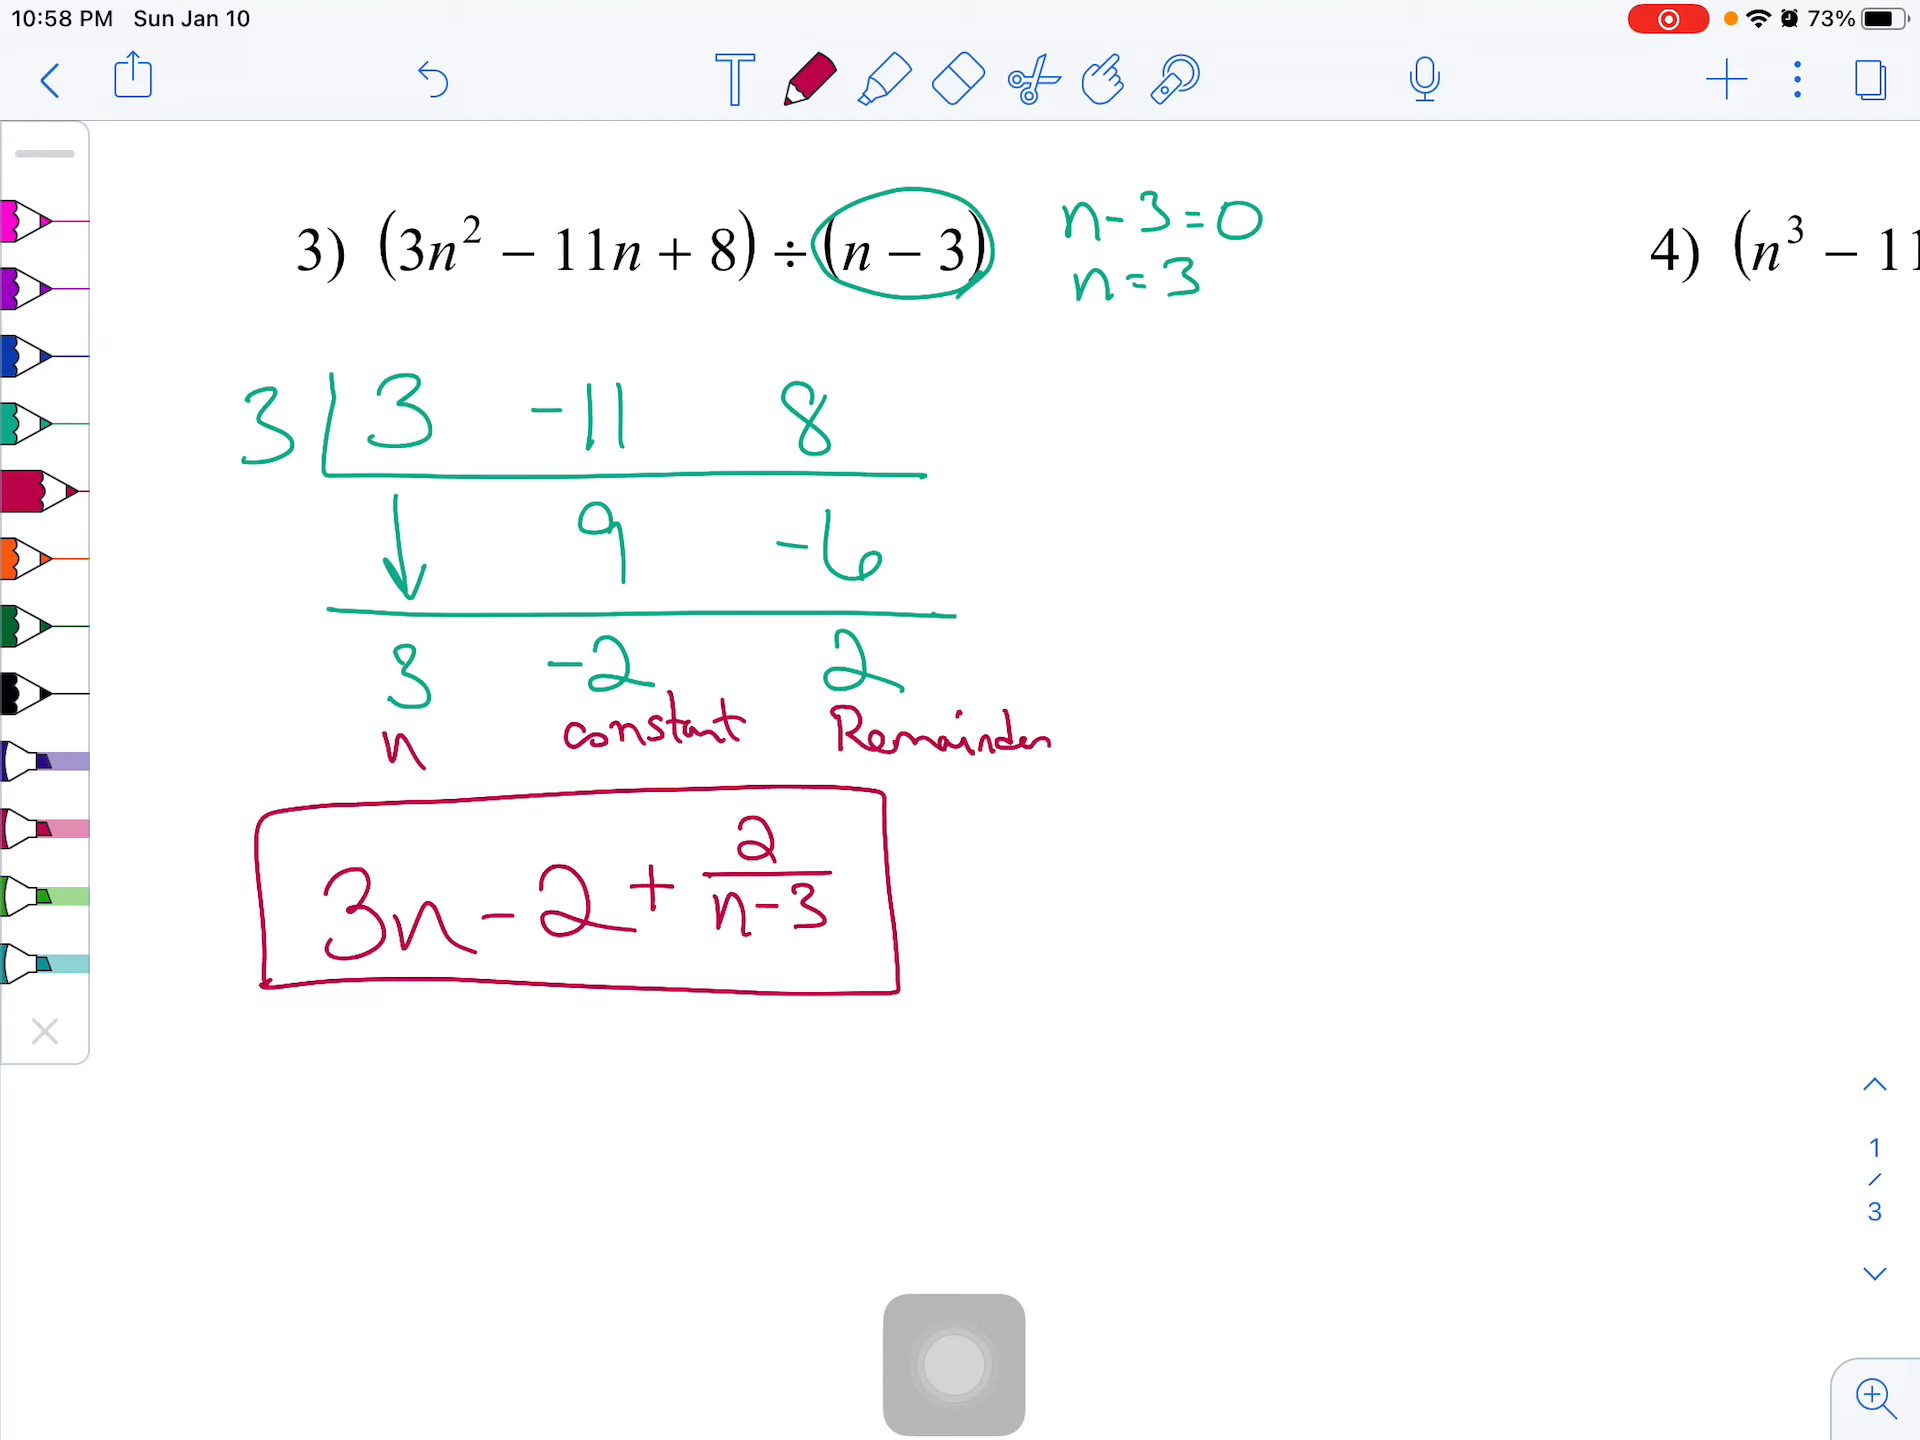 10:58 PM Sun Jan 10
73%
3) (3n² − 11n + 8) ÷ (n − 3)
n-3=0
n=3
4) (n³ − 11
3 3 -11 8
9 -6
3 -2 2
n constant Remainder
3n-2+ 2/(n-3)
1
/
3